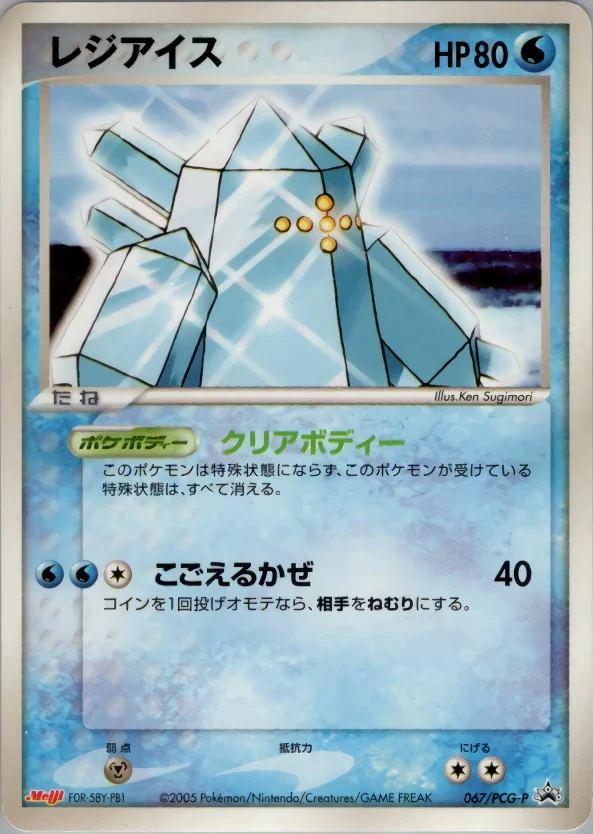 レジアイス
HP80
たね
Illus.Ken Sugimori
ポケボディー クリアボディー
このポケモンは特殊状態にならず、このポケモンが受けている
特殊状態は、すべて消える。
こごえるかぜ 40
コインを1回投げオモテなら、相手をねむりにする。
弱点 抵抗力 にげる
Meiji FOR-SBY-PB1 ©2005 Pokémon/Nintendo/Creatures/GAME FREAK 067/PCG-P